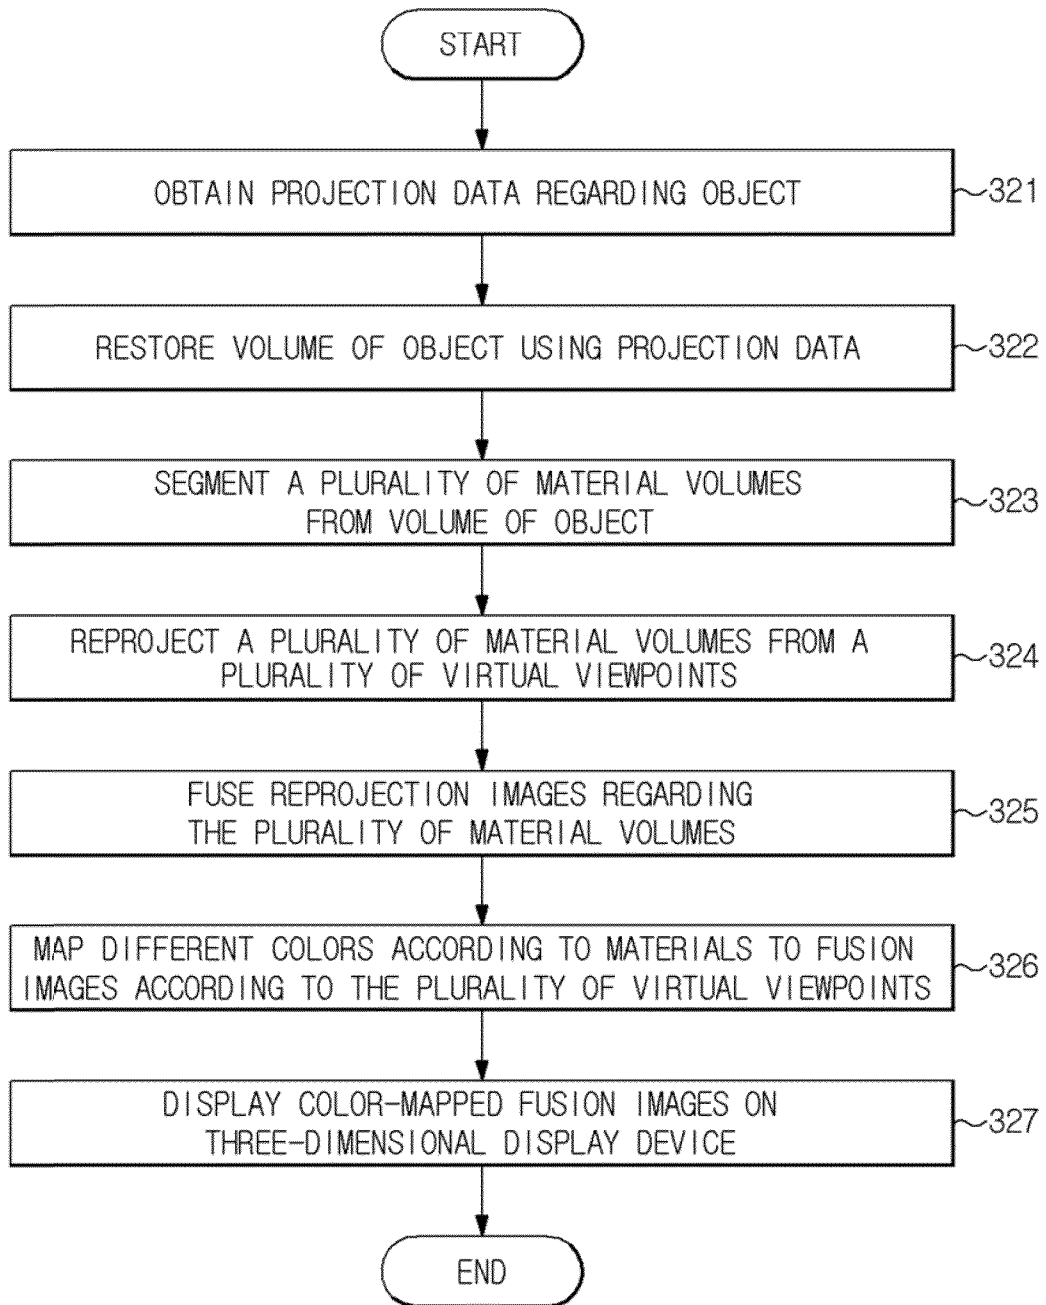 START
OBTAIN PROJECTION DATA REGARDING OBJECT
321
RESTORE VOLUME OF OBJECT USING PROJECTION DATA
322
SEGMENT A PLURALITY OF MATERIAL VOLUMES
FROM VOLUME OF OBJECT
323
REPROJECT A PLURALITY OF MATERIAL VOLUMES FROM A
PLURALITY OF VIRTUAL VIEWPOINTS
324
FUSE REPROJECTION IMAGES REGARDING
THE PLURALITY OF MATERIAL VOLUMES
325
MAP DIFFERENT COLORS ACCORDING TO MATERIALS TO FUSION
IMAGES ACCORDING TO THE PLURALITY OF VIRTUAL VIEWPOINTS
326
DISPLAY COLOR-MAPPED FUSION IMAGES ON
THREE-DIMENSIONAL DISPLAY DEVICE
327
END